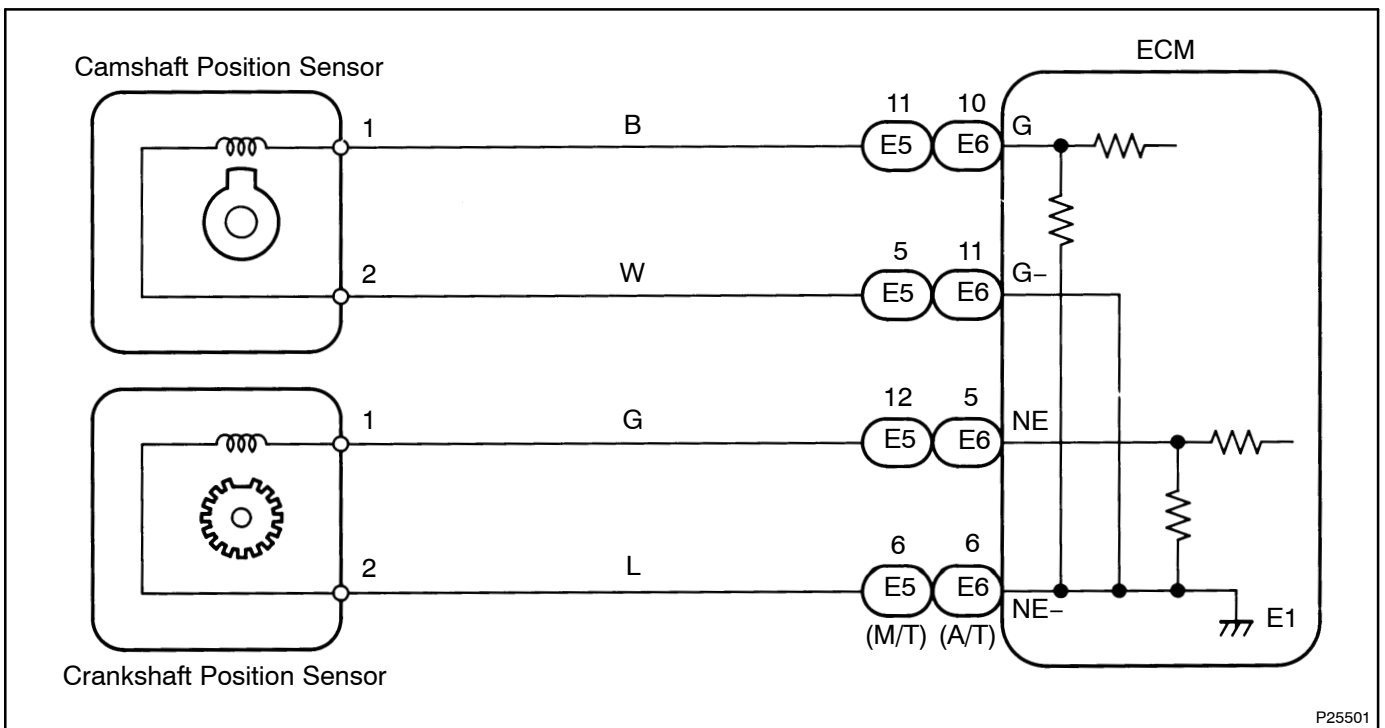 ECM
Camshaft Position Sensor
11 10
1 B E5 E6 G
5 11
2 W E5 E6 G–
12 5
1 G E5 E6 NE
6 6
2 L E5 E6 NE–
E1
(M/T) (A/T)
Crankshaft Position Sensor
P25501